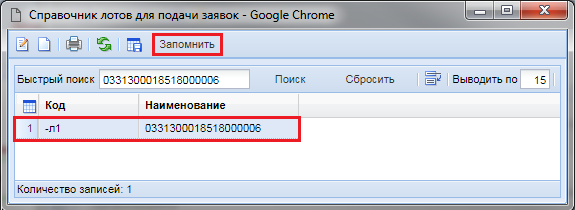 Справочник лотов для подачи заявок - Google Chrome
Запомнить
Быстрый поиск 0331300018518000006 Поиск Сбросить Выводить по 15
Код Наименование
1 -л1 0331300018518000006
Количество записей: 1